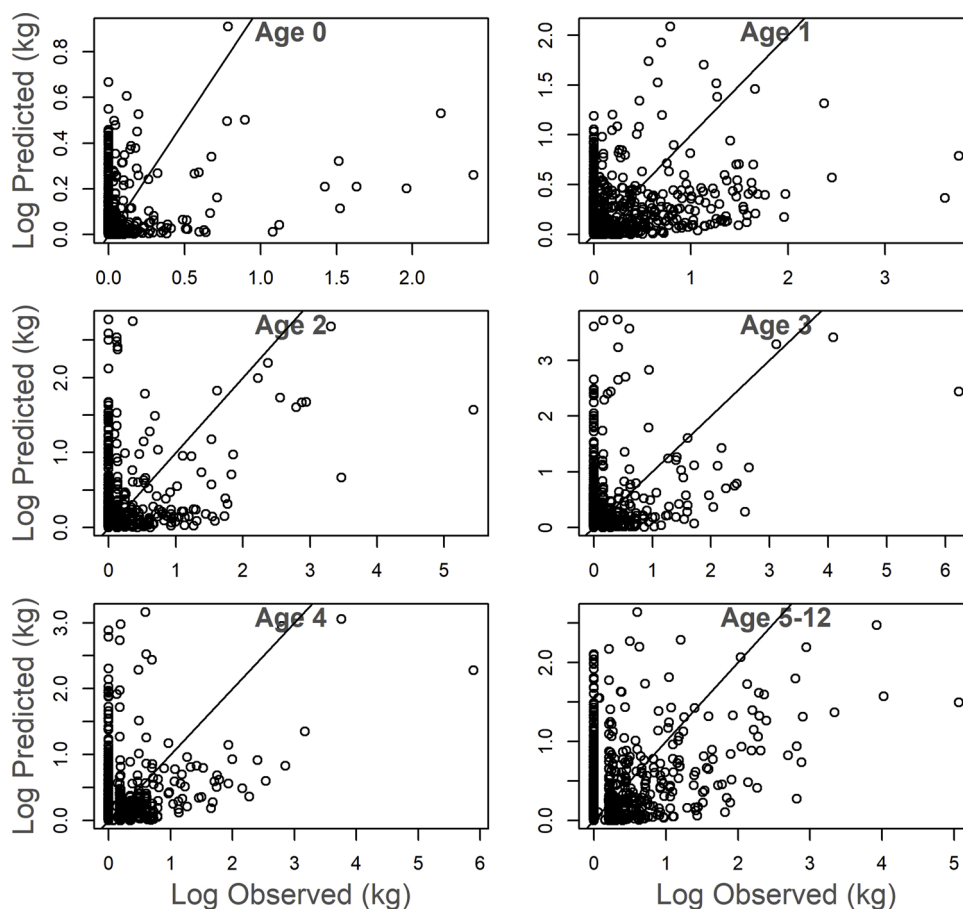 Age 0
Log Predicted (kg)
0.0 0.2 0.4 0.6 0.8
0.0 0.5 1.0 1.5 2.0
Age 1
0.0 0.5 1.0 1.5 2.0
0 1 2 3
Age 2
Log Predicted (kg)
0.0 1.0 2.0
0 1 2 3 4 5
Age 3
0 1 2 3
0 1 2 3 4 5 6
Age 4
Log Predicted (kg)
0.0 1.0 2.0 3.0
0 1 2 3 4 5 6
Log Observed (kg)
Age 5-12
0.0 1.0 2.0
0 1 2 3 4 5
Log Observed (kg)